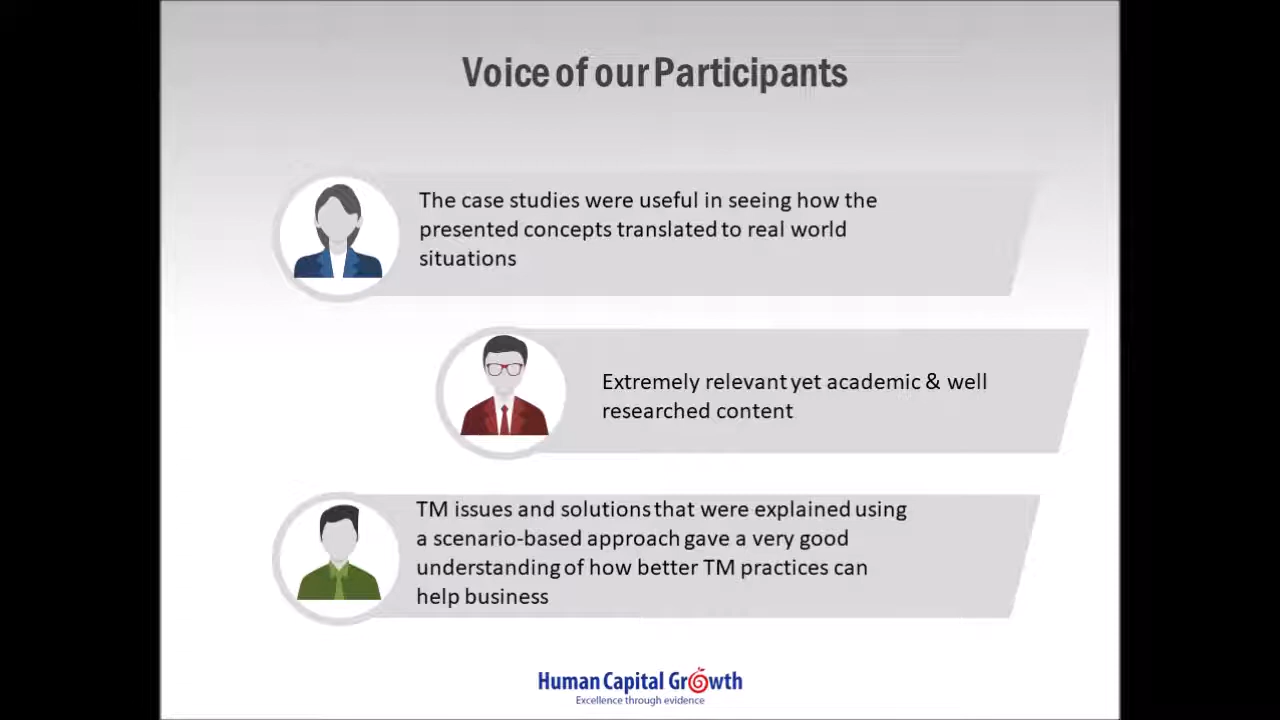 Voice of our Participants
The case studies were useful in seeing how the
presented concepts translated to real world
situations
Extremely relevant yet academic & well
researched content
TM issues and solutions that were explained using
a scenario-based approach gave a very good
understanding of how better TM practices can
help business
Human Capital Growth
Excellence through evidence